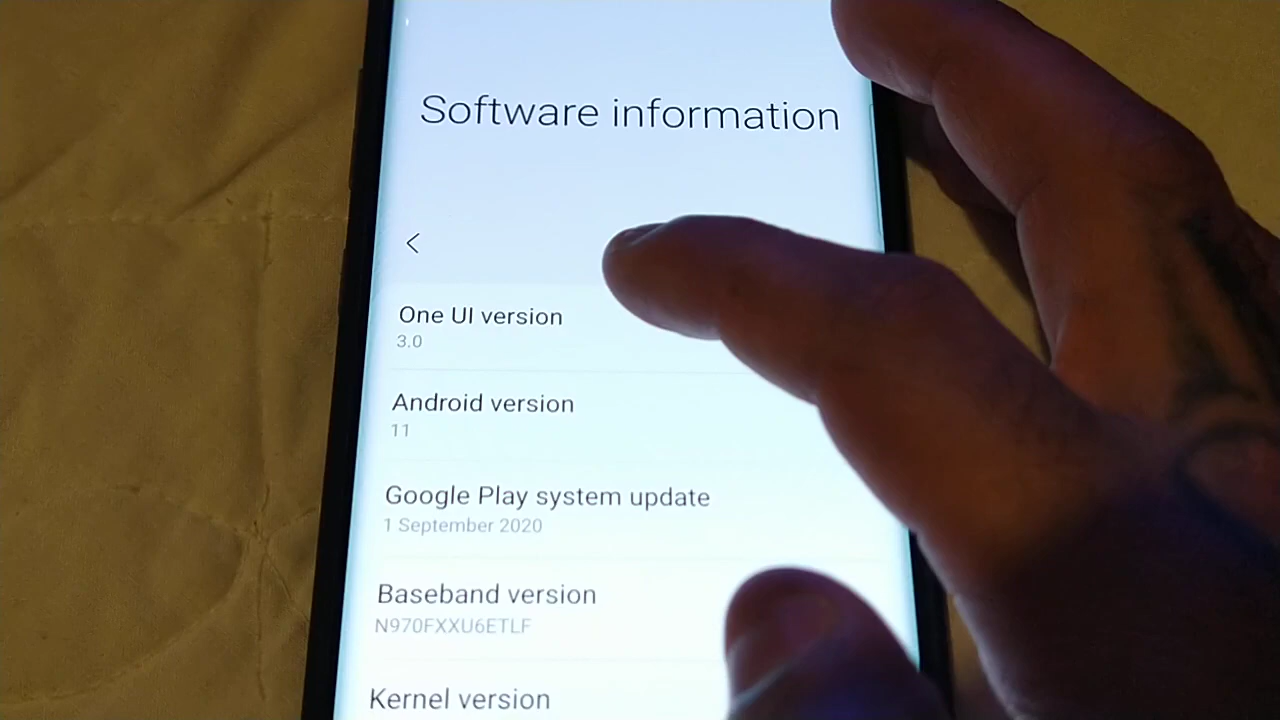 Software information
One UI version
3.0
Android version
11
Google Play system update
1 September 2020
Baseband version
N970FXXU6ETLF
Kernel version